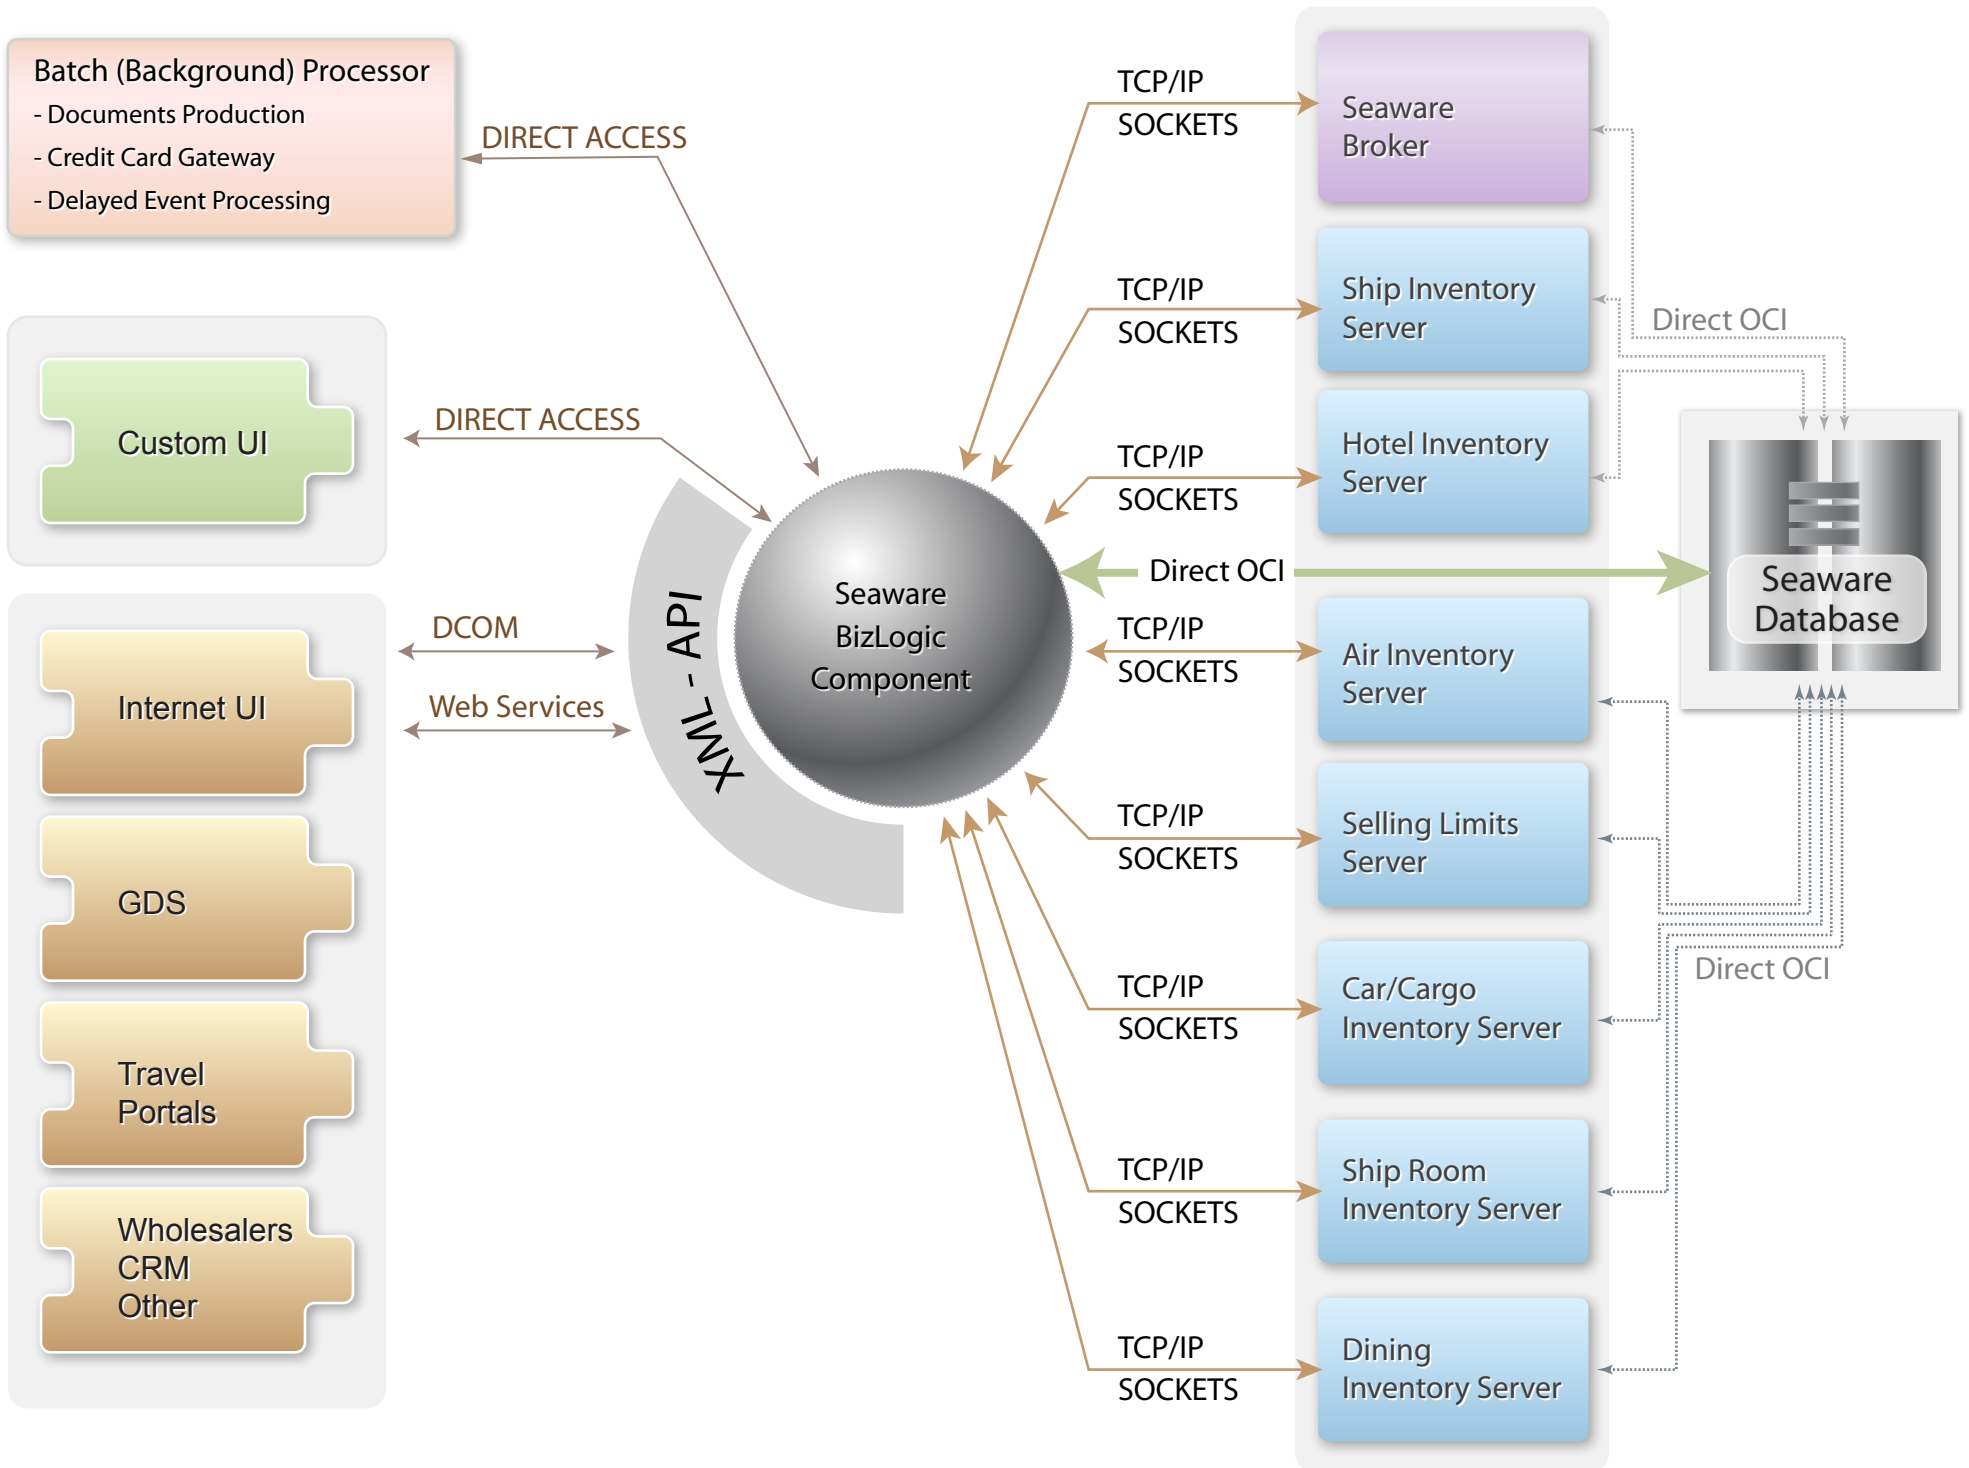 Batch (Background) Processor
- Documents Production
- Credit Card Gateway
- Delayed Event Processing
DIRECT ACCESS
Custom UI
DIRECT ACCESS
Internet UI
GDS
Travel
Portals
Wholesalers
CRM
Other
DCOM
Web Services
XML - API
Seaware
BizLogic
Component
TCP/IP
SOCKETS
TCP/IP
SOCKETS
TCP/IP
SOCKETS
Direct OCI
TCP/IP
SOCKETS
TCP/IP
SOCKETS
TCP/IP
SOCKETS
TCP/IP
SOCKETS
TCP/IP
SOCKETS
Seaware
Broker
Ship Inventory
Server
Hotel Inventory
Server
Air Inventory
Server
Selling Limits
Server
Car/Cargo
Inventory Server
Ship Room
Inventory Server
Dining
Inventory Server
Direct OCI
Seaware
Database
Direct OCI